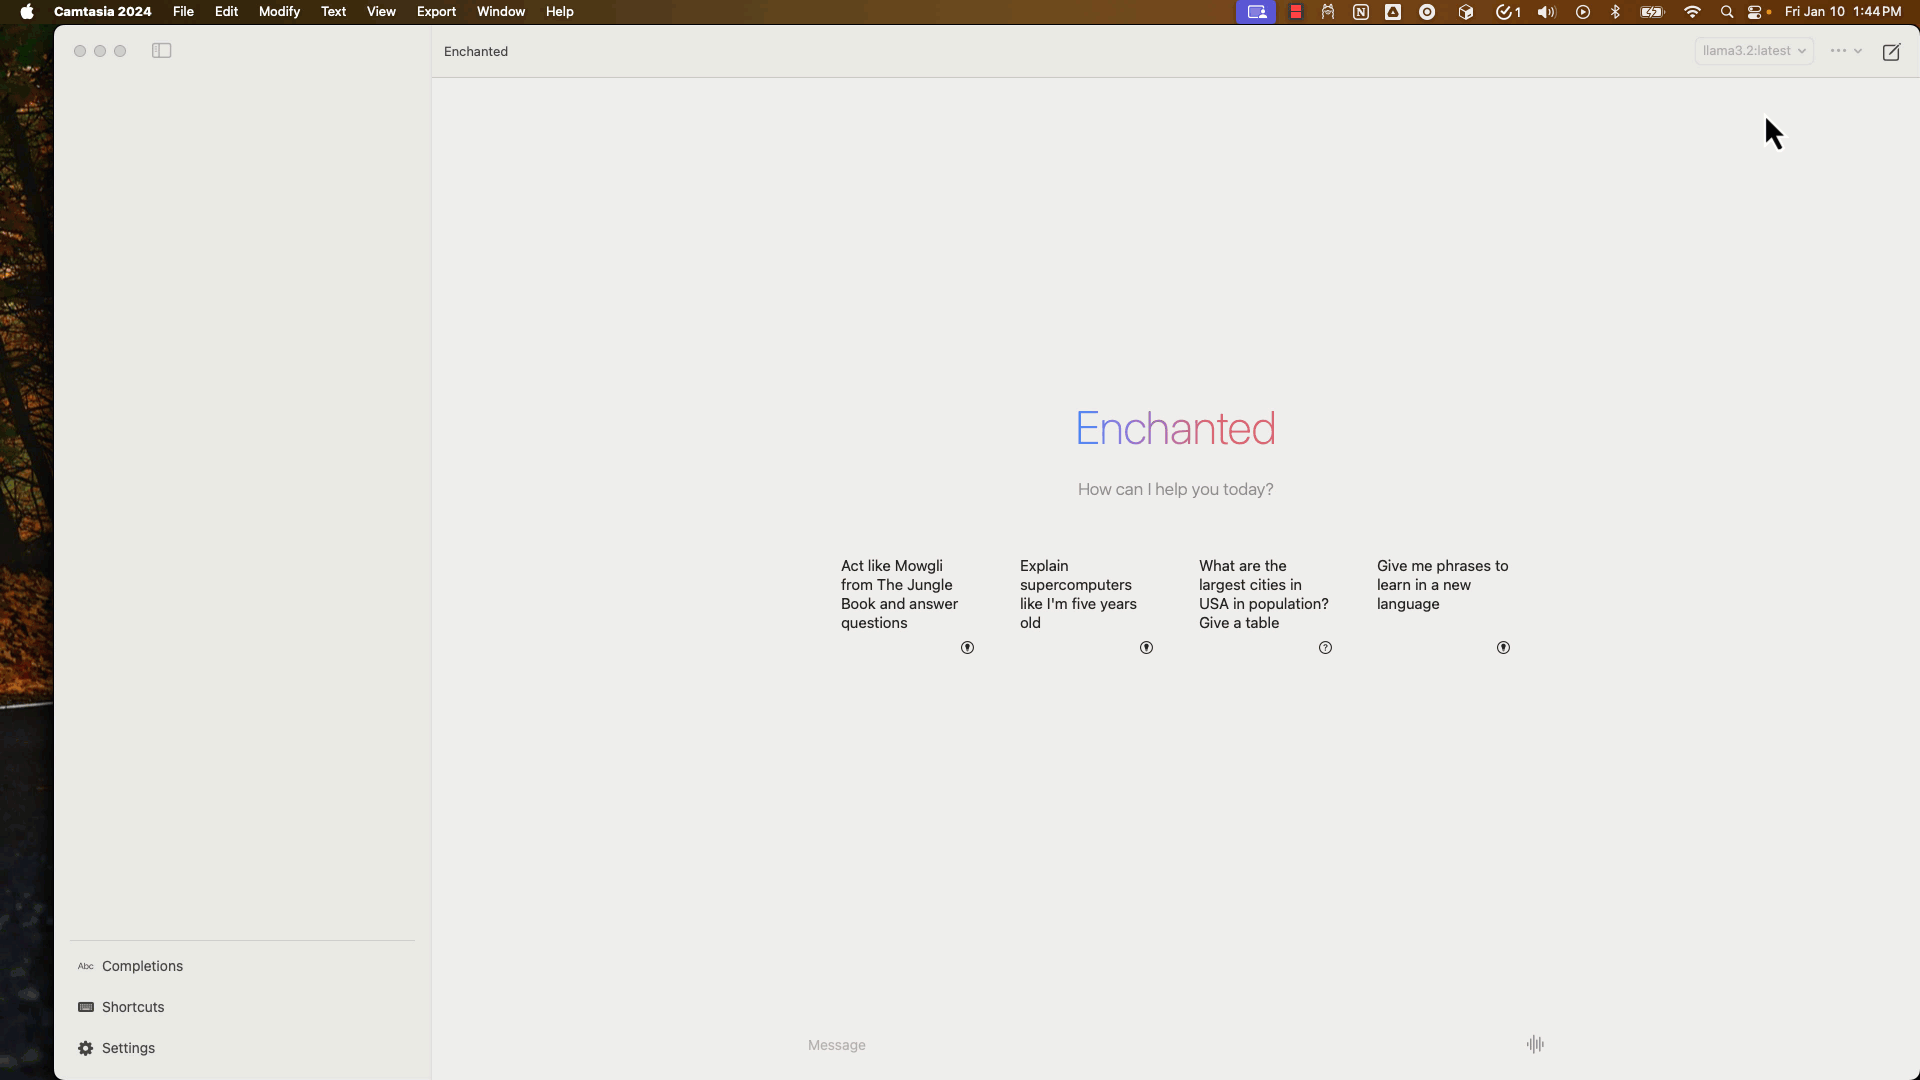 Camtasia 2024 File Edit Modify Text View Export Window Help 1 Fri Jan 10 1:44 PM
Enchanted
llama3.2:latest
Enchanted
How can I help you today?
Act like Mowgli
from The Jungle
Book and answer
questions
Explain
supercomputers
like I'm five years
old
What are the
largest cities in
USA in population?
Give a table
Give me phrases to
learn in a new
language
Abc Completions
Shortcuts
Settings
Message